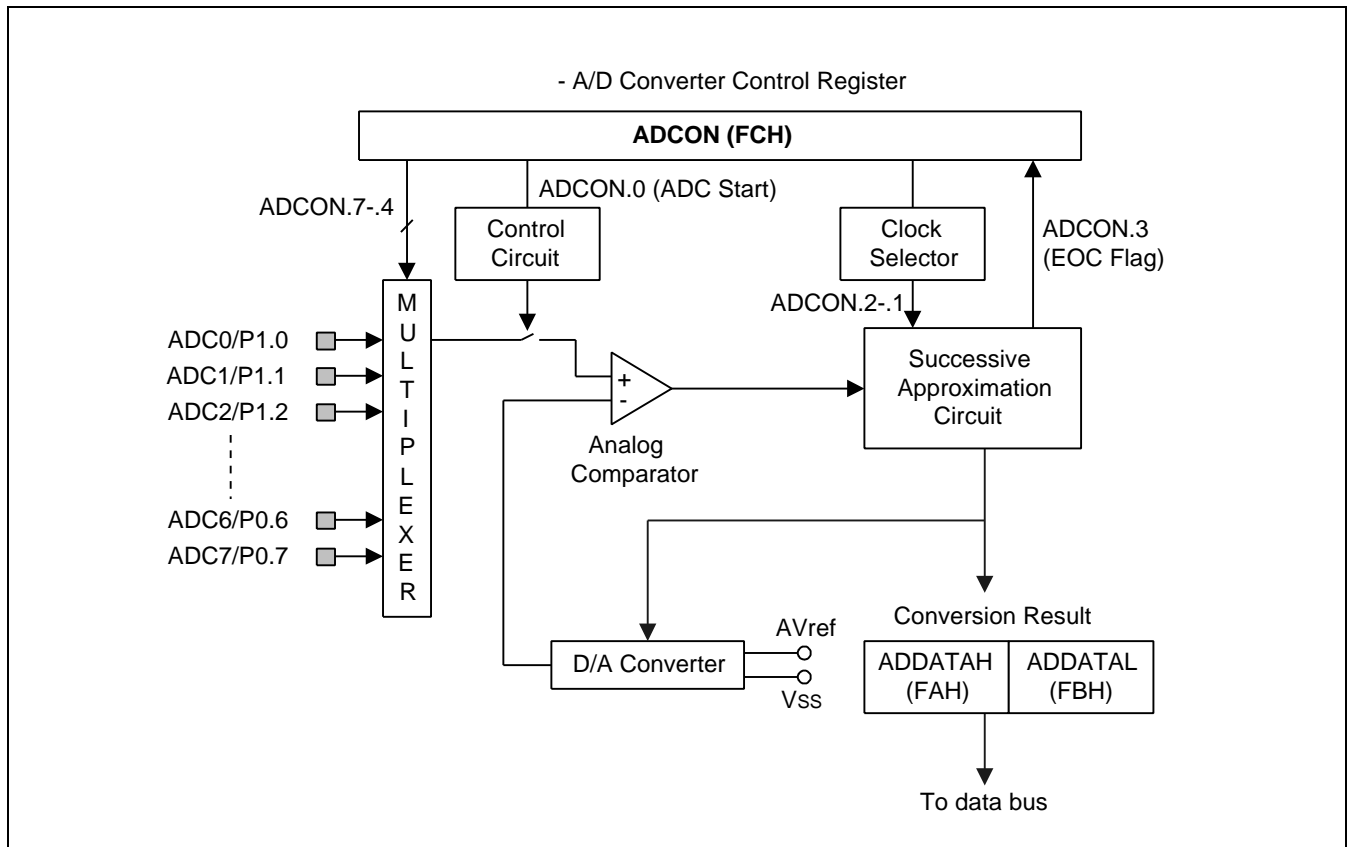 - A/D Converter Control Register
ADCON (FCH)
ADCON.7-.4
ADCON.0 (ADC Start)
Control
Circuit
Clock
Selector
ADCON.3
(EOC Flag)
ADCON.2-.1
MULTIPLEXER
ADC0/P1.0
ADC1/P1.1
ADC2/P1.2
ADC6/P0.6
ADC7/P0.7
+
-
Analog
Comparator
Successive
Approximation
Circuit
D/A Converter
AVref
VSS
Conversion Result
ADDATAH
(FAH)
ADDATAL
(FBH)
To data bus